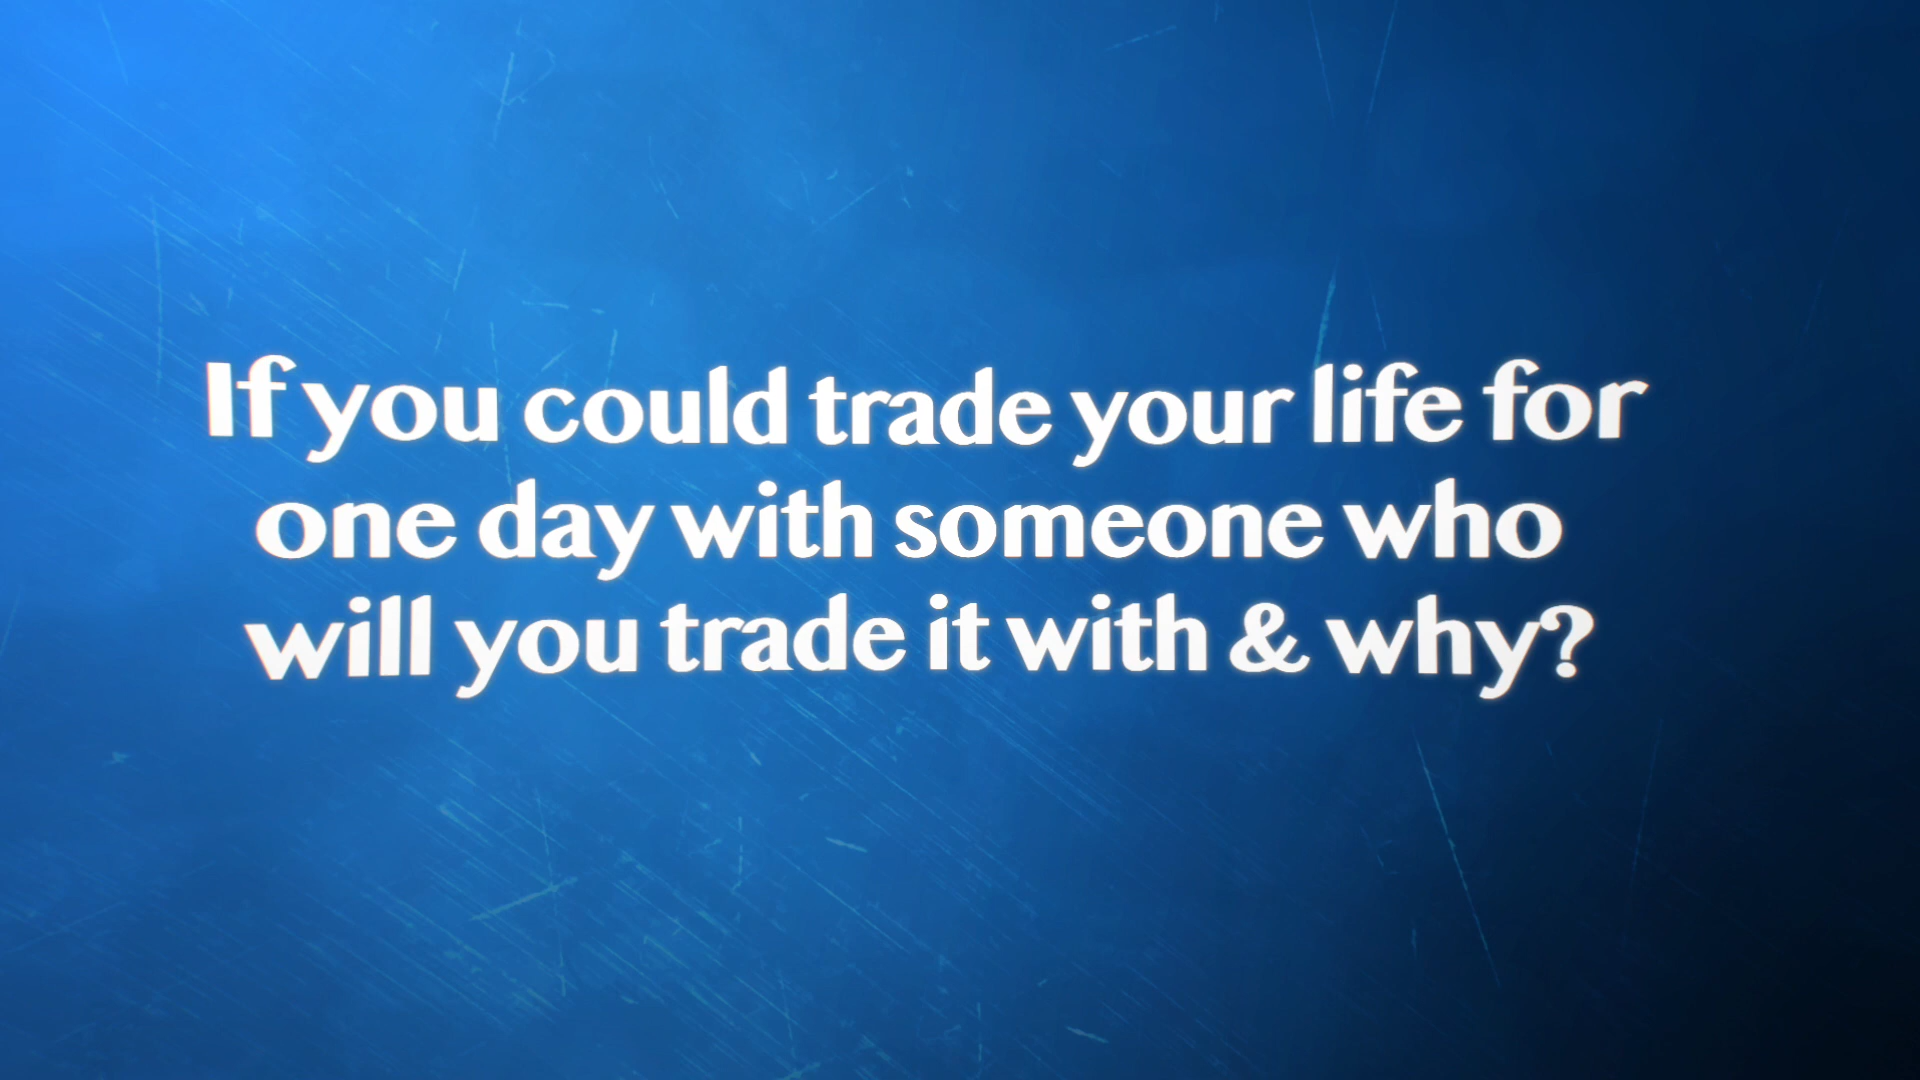 If you could trade your life for
one day with someone who
will you trade it with & why?